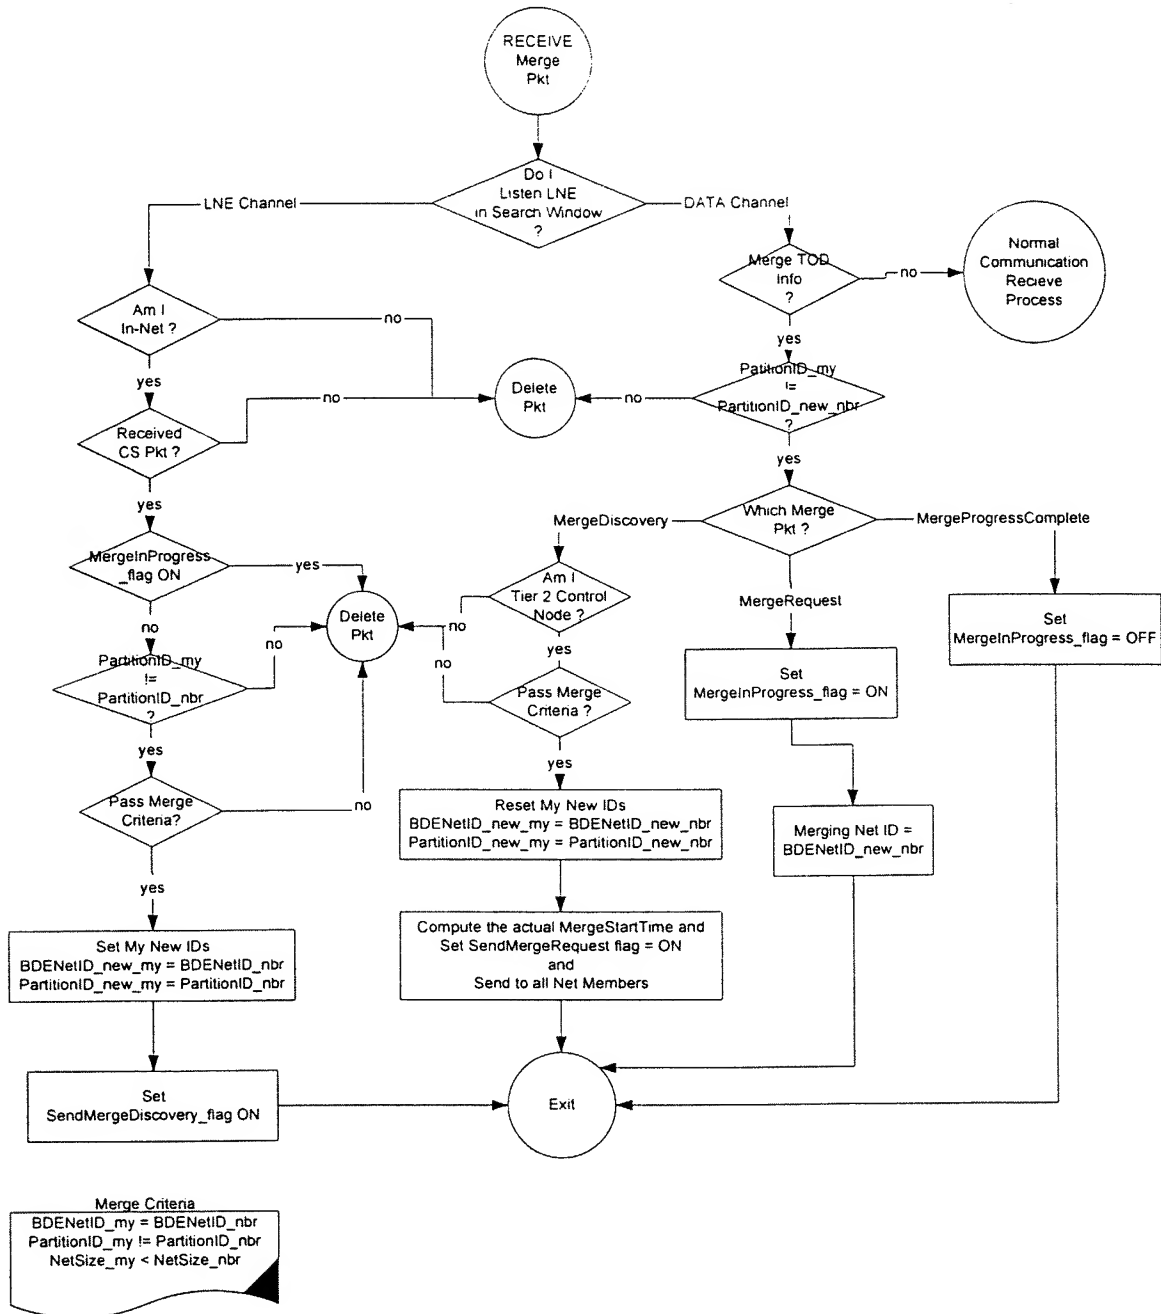 RECEIVE
Merge
Pkt
Do I
Listen LNE
in Search Window
?
LNE Channel
DATA Channel
Merge TOD
Info
?
no
Normal
Communication
Recieve
Process
Am I
In-Net ?
no
yes
yes
PatitionID_my
!=
PartitionID_new_nbr
?
no
Delete
Pkt
no
Received
CS Pkt ?
yes
yes
Which Merge
Pkt ?
MergeDiscovery
MergeProgressComplete
MergeInProgress
_flag ON
yes
Am I
Tier 2 Control
Node ?
MergeRequest
Delete
Pkt
no
Set
MergeInProgress_flag = OFF
no
no
yes
no
PartitionID_my
!=
PartitionID_nbr
?
Set
MergeInProgress_flag = ON
Pass Merge
Criteria ?
yes
yes
Pass Merge
Criteria?
no
Reset My New IDs
BDENetID_new_my = BDENetID_new_nbr
PartitionID_new_my = PartitionID_new_nbr
Merging Net ID =
BDENetID_new_nbr
yes
Compute the actual MergeStartTime and
Set SendMergeRequest flag = ON
and
Send to all Net Members
Set My New IDs
BDENetID_new_my = BDENetID_nbr
PartitionID_new_my = PartitionID_nbr
Set
SendMergeDiscovery_flag ON
Exit
Merge Criteria
BDENetID_my = BDENetID_nbr
PartitionID_my != PartitionID_nbr
NetSize_my < NetSize_nbr